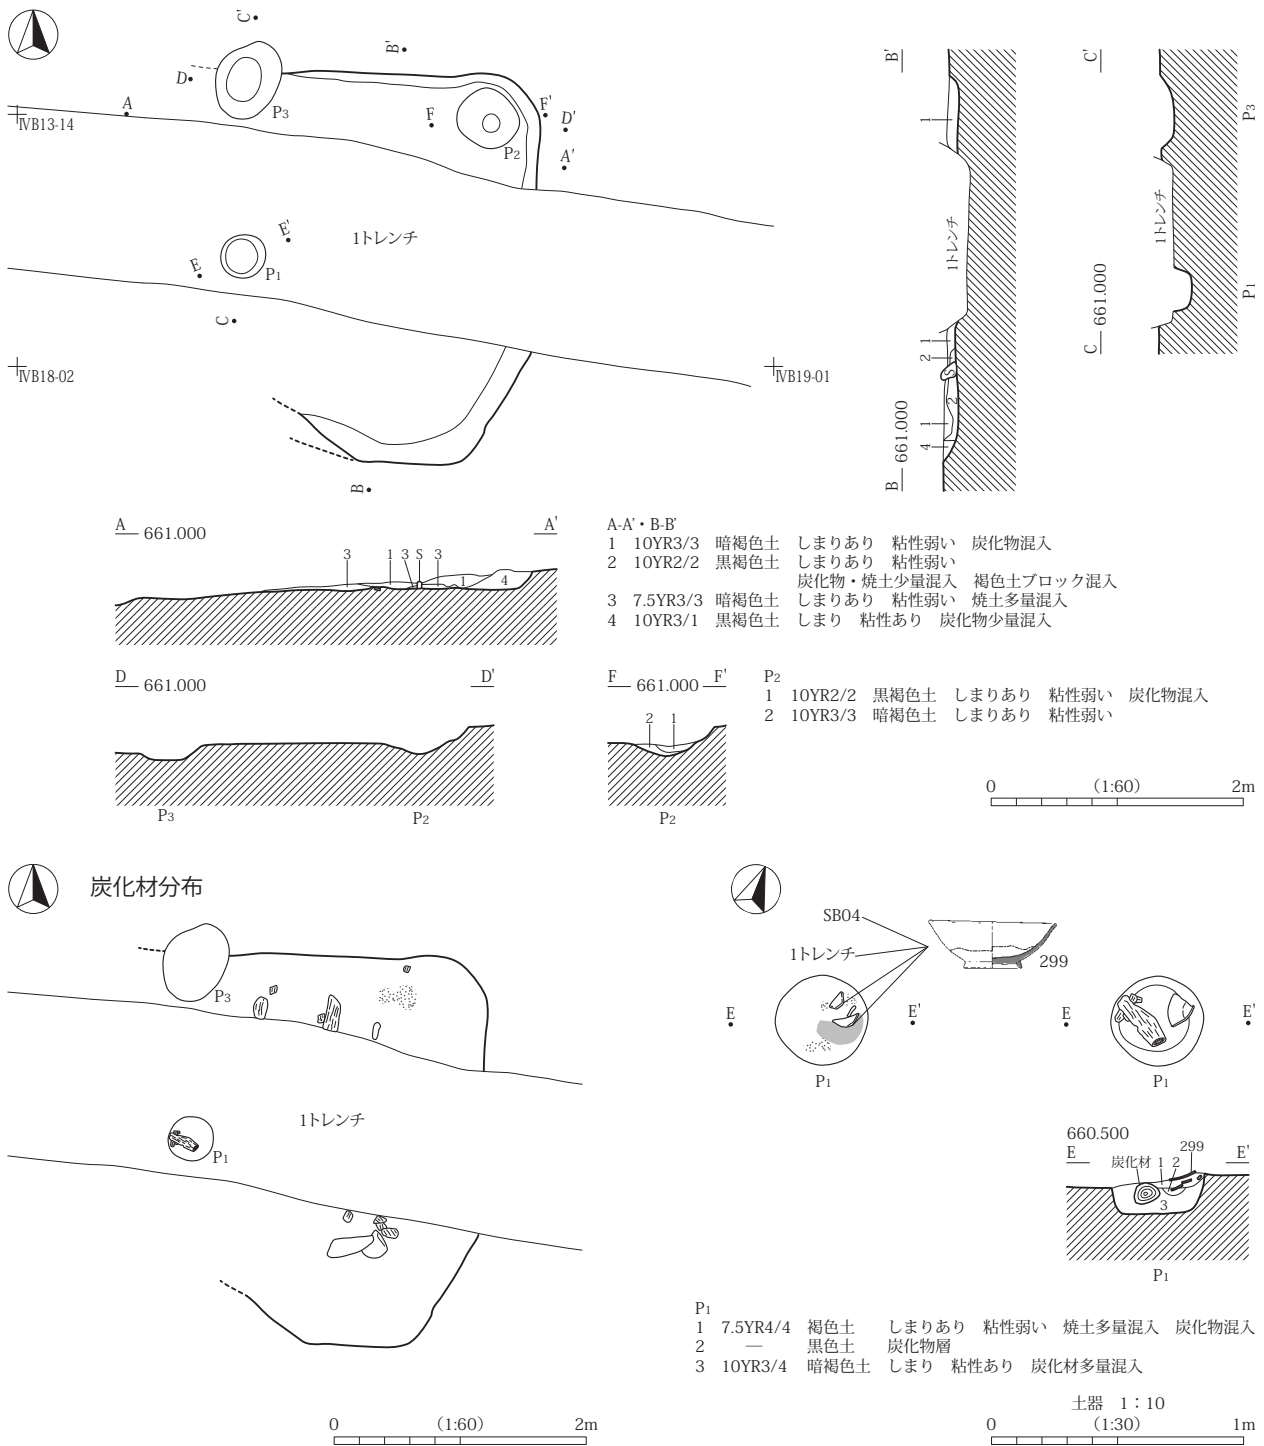 C'
B'
D
A
P3
F
F'
D'
P2
A'
ⅣB13-14
E'
1トレンチ
E
P1
C
ⅣB18-02
ⅣB19-01
B
B'
1
1トレンチ
1
2
S
2
1
4
B 661.000
C'
P3
1トレンチ
P1
C 661.000
A 661.000 A'
3 1 3 S 3
1 4
A-A'・B-B'
1 10YR3/3 暗褐色土 しまりあり 粘性弱い 炭化物混入
2 10YR2/2 黒褐色土 しまりあり 粘性弱い
炭化物・焼土少量混入 褐色土ブロック混入
3 7.5YR3/3 暗褐色土 しまりあり 粘性弱い 焼土多量混入
4 10YR3/1 黒褐色土 しまり 粘性あり 炭化物少量混入
D 661.000 D'
P3 P2
F 661.000 F'
2 1
P2
P2
1 10YR2/2 黒褐色土 しまりあり 粘性弱い 炭化物混入
2 10YR3/3 暗褐色土 しまりあり 粘性弱い
0 (1:60) 2m
炭化材分布
P3
1トレンチ
P1
SB04
1トレンチ
299
E E'
P1
E E'
P1
660.500
E E'
炭化材 1 2 299
3
P1
P1
1 7.5YR4/4 褐色土 しまりあり 粘性弱い 焼土多量混入 炭化物混入
2 ― 黒色土 炭化物層
3 10YR3/4 暗褐色土 しまり 粘性あり 炭化材多量混入
土器 1：10
0 (1:60) 2m
0 (1:30) 1m